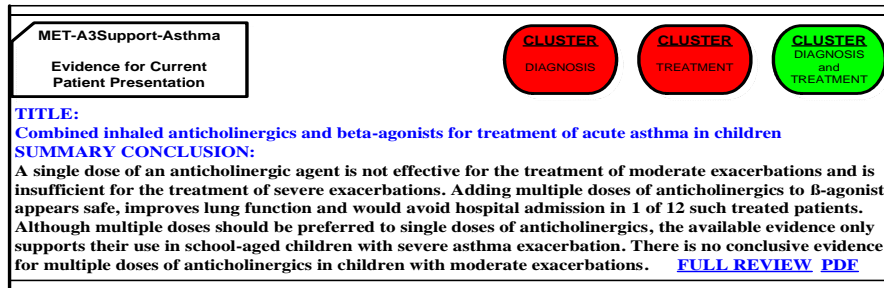 MET-A3Support-Asthma
Evidence for Current
Patient Presentation
CLUSTER
DIAGNOSIS
CLUSTER
TREATMENT
CLUSTER
DIAGNOSIS
and
TREATMENT
TITLE:
Combined inhaled anticholinergics and beta-agonists for treatment of acute asthma in children
SUMMARY CONCLUSION:
A single dose of an anticholinergic agent is not effective for the treatment of moderate exacerbations and is
insufficient for the treatment of severe exacerbations. Adding multiple doses of anticholinergics to ß-agonist
appears safe, improves lung function and would avoid hospital admission in 1 of 12 such treated patients.
Although multiple doses should be preferred to single doses of anticholinergics, the available evidence only
supports their use in school-aged children with severe asthma exacerbation. There is no conclusive evidence
for multiple doses of anticholinergics in children with moderate exacerbations. FULL REVIEW PDF